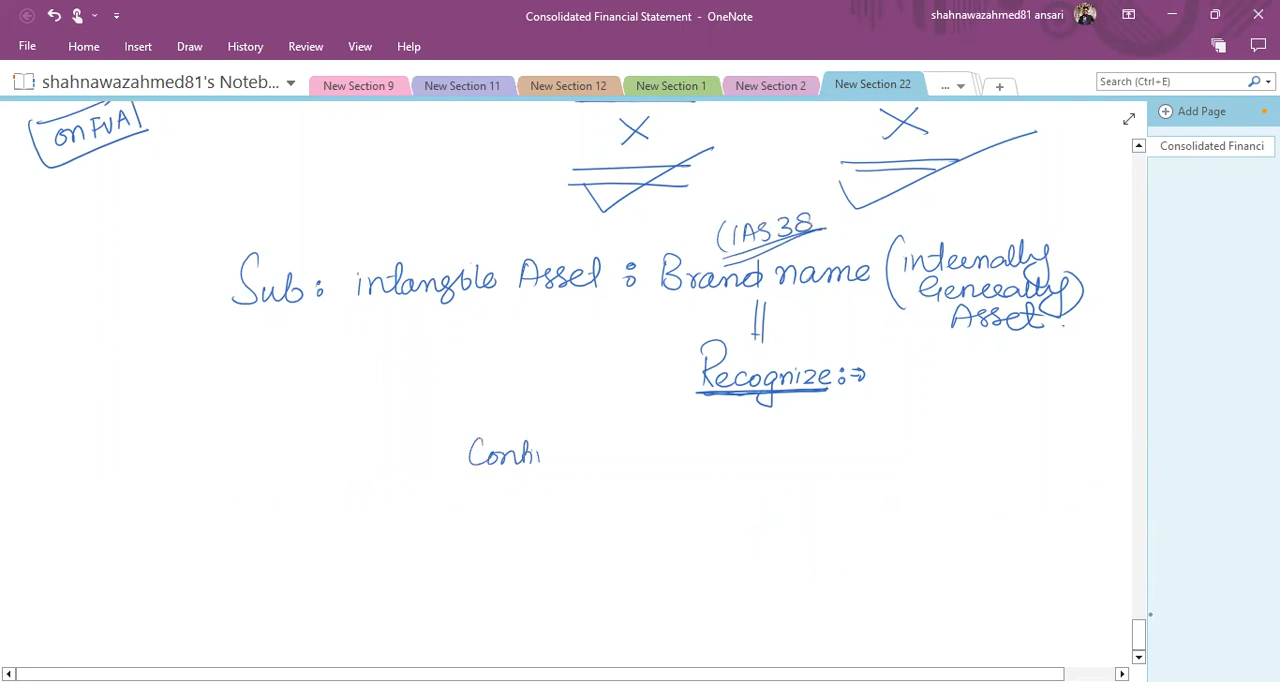 Consolidated Financial Statement - OneNote
shahnawazahmed81 ansari
File Home Insert Draw History Review View Help
shahnawazahmed81's Noteb...
New Section 9 New Section 11 New Section 12 New Section 1 New Section 2 New Section 22 ...
Search (Ctrl+E)
Add Page
Consolidated Financi
on FVA
X X
(IAS 38
Sub: intangible Asset : Brand name (internally
Generally)
Asset.
Recognize :→